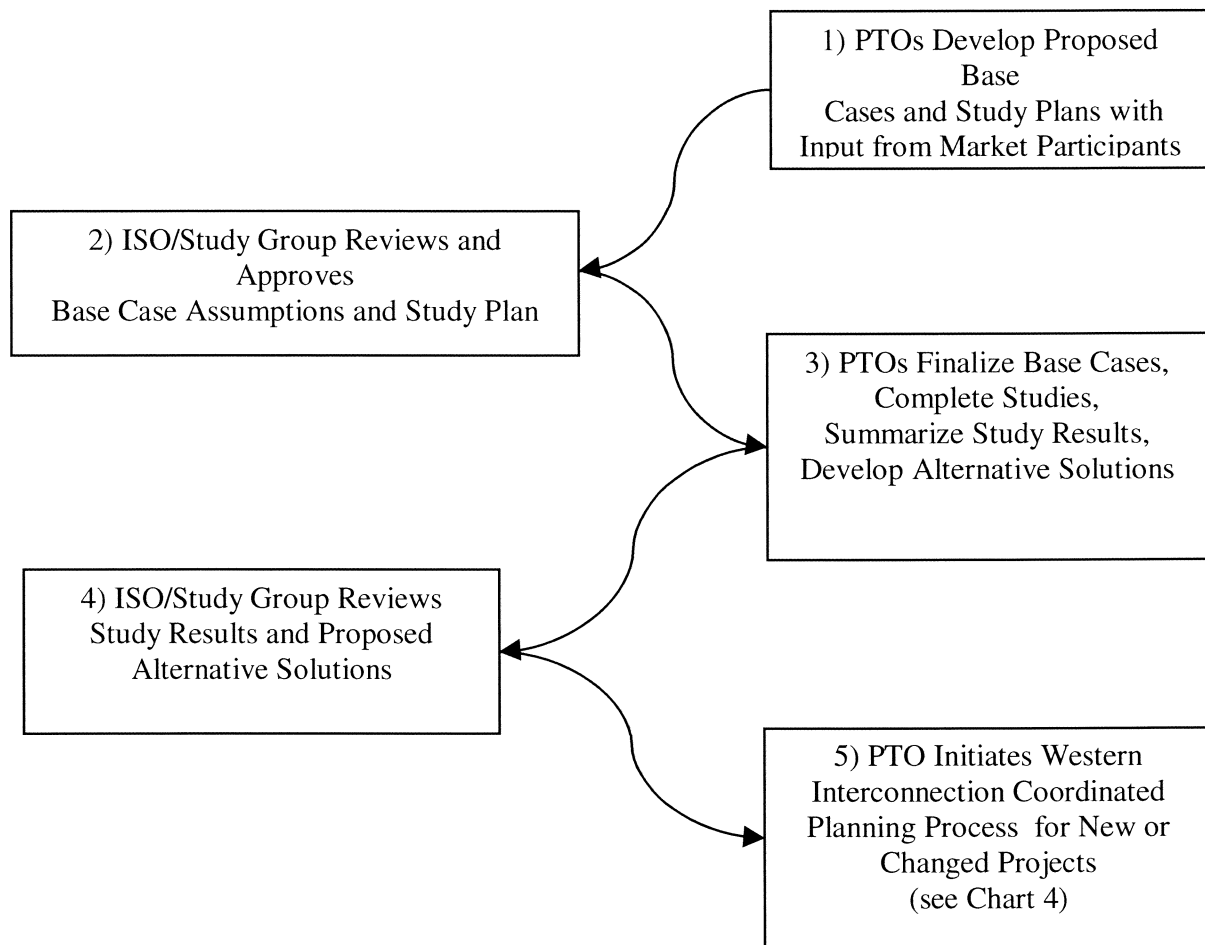 1) PTOs Develop Proposed
Base
Cases and Study Plans with
Input from Market Participants
2) ISO/Study Group Reviews and
Approves
Base Case Assumptions and Study Plan
3) PTOs Finalize Base Cases,
Complete Studies,
Summarize Study Results,
Develop Alternative Solutions
4) ISO/Study Group Reviews
Study Results and Proposed
Alternative Solutions
5) PTO Initiates Western
Interconnection Coordinated
Planning Process for New or
Changed Projects
(see Chart 4)